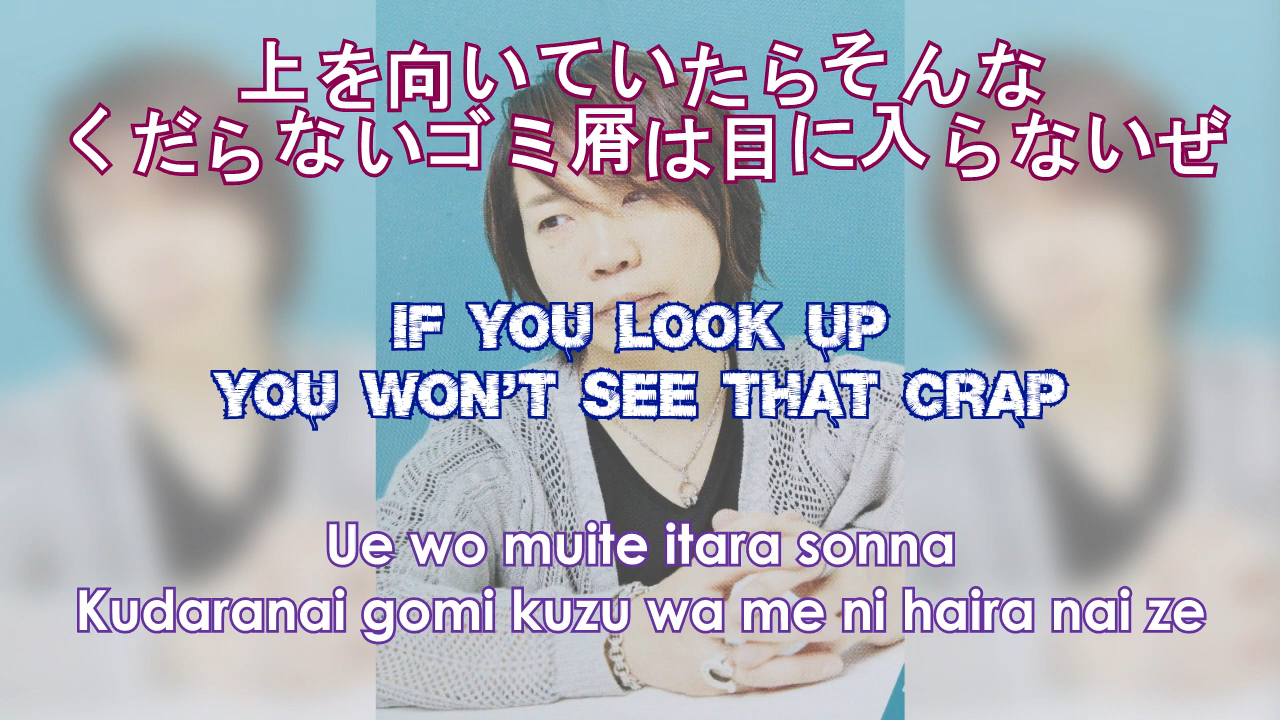 上を向いていたらそんな
くだらないゴミ屑は目に入らないぜ
IF YOU LOOK UP
YOU WON'T SEE THAT CRAP
Ue wo muite itara sonna
Kudaranai gomi kuzu wa me ni haira nai ze